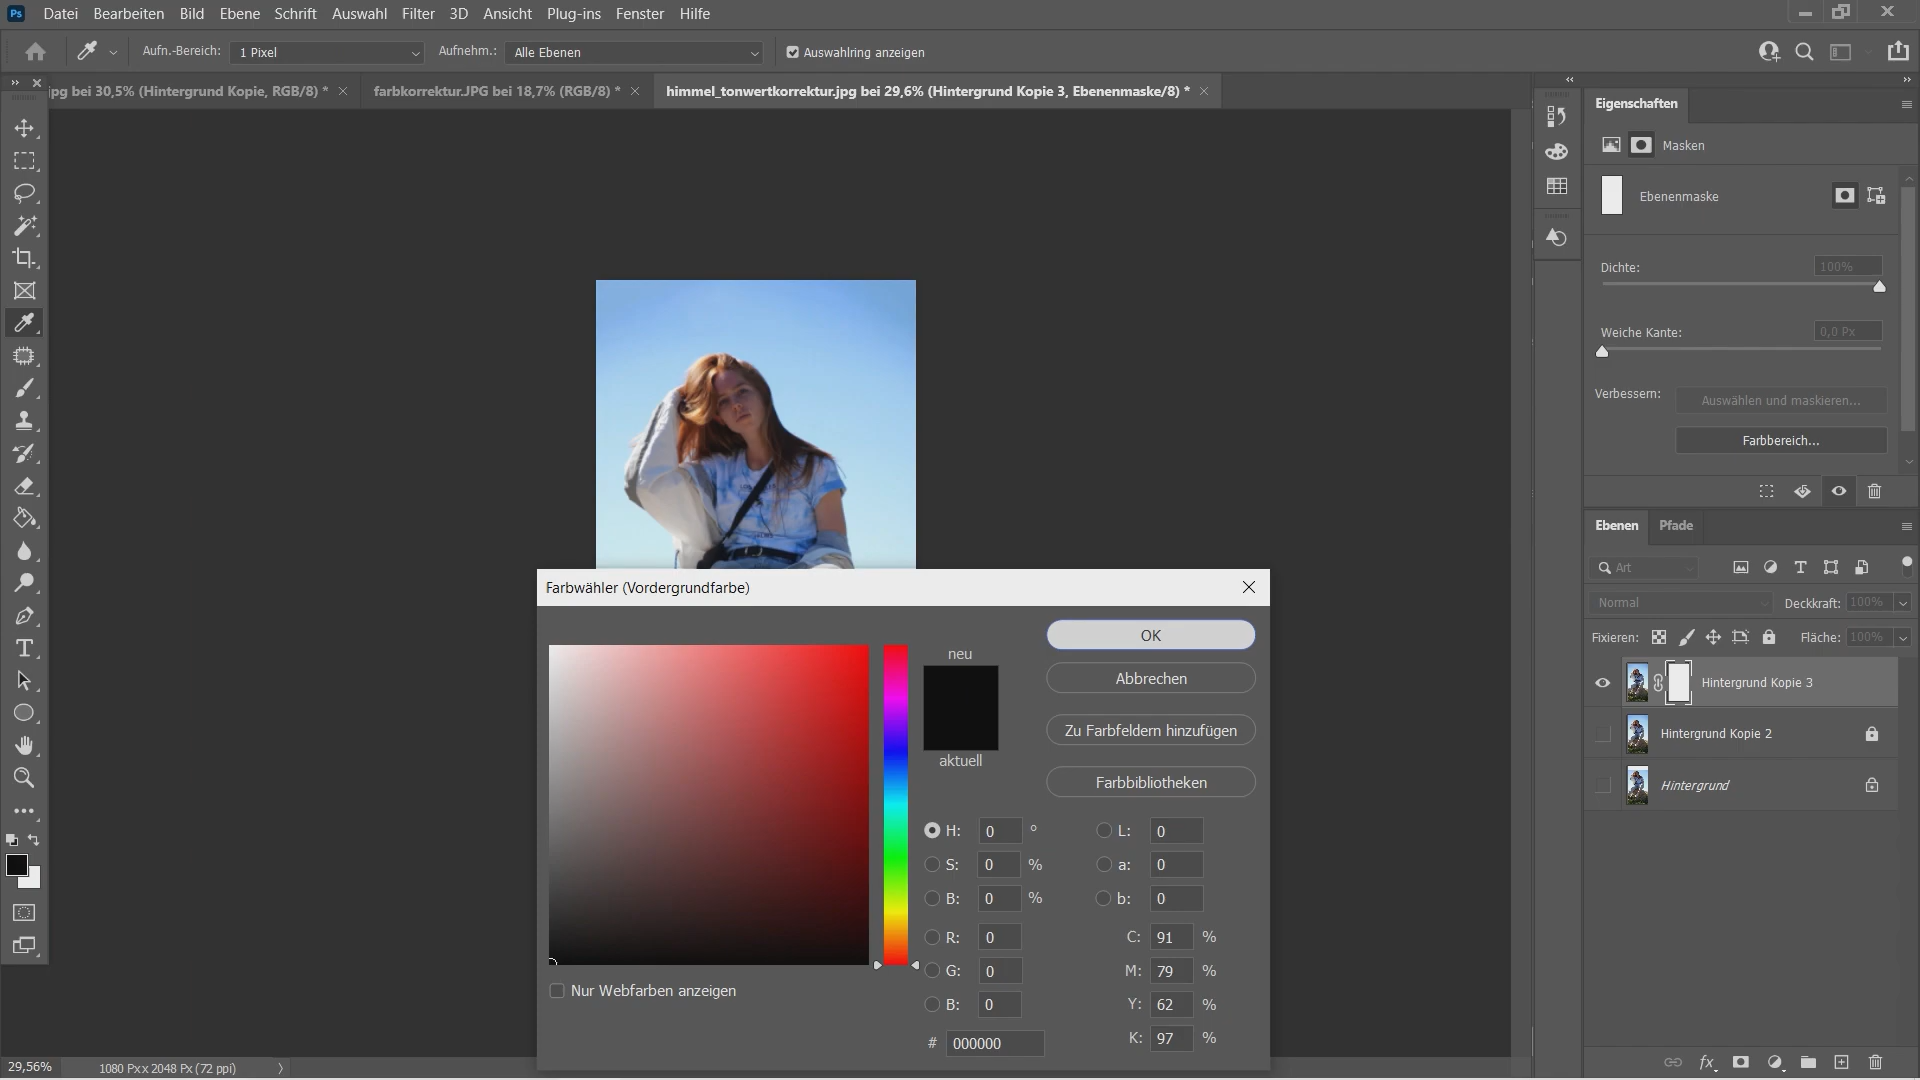 Ps Datei Bearbeiten Bild Ebene Schrift Auswahl Filter 3D Ansicht Plug-ins Fenster Hilfe
Aufn.-Bereich: 1 Pixel Aufnehm.: Alle Ebenen Auswahlring anzeigen
jpg bei 30,5% (Hintergrund Kopie, RGB/8) * farbkorrektur.JPG bei 18,7% (RGB/8) * himmel_tonwertkorrektur.jpg bei 29,6% (Hintergrund Kopie 3, Ebenenmaske/8) *
Eigenschaften
Masken
Ebenenmaske
Dichte: 100%
Weiche Kante: 0,0 Px
Verbessern: Auswählen und maskieren...
Farbbereich...
Ebenen Pfade
Art
Normal Deckkraft: 100%
Fixieren: Fläche: 100%
Hintergrund Kopie 3
Hintergrund Kopie 2
Hintergrund
fx
Farbwähler (Vordergrundfarbe)
neu
aktuell
OK
Abbrechen
Zu Farbfeldern hinzufügen
Farbbibliotheken
H: 0 ° L: 0
S: 0 % a: 0
B: 0 % b: 0
R: 0 C: 91 %
G: 0 M: 79 %
B: 0 Y: 62 %
# 000000 K: 97 %
Nur Webfarben anzeigen
29,56% 1080 Px x 2048 Px (72 ppi)